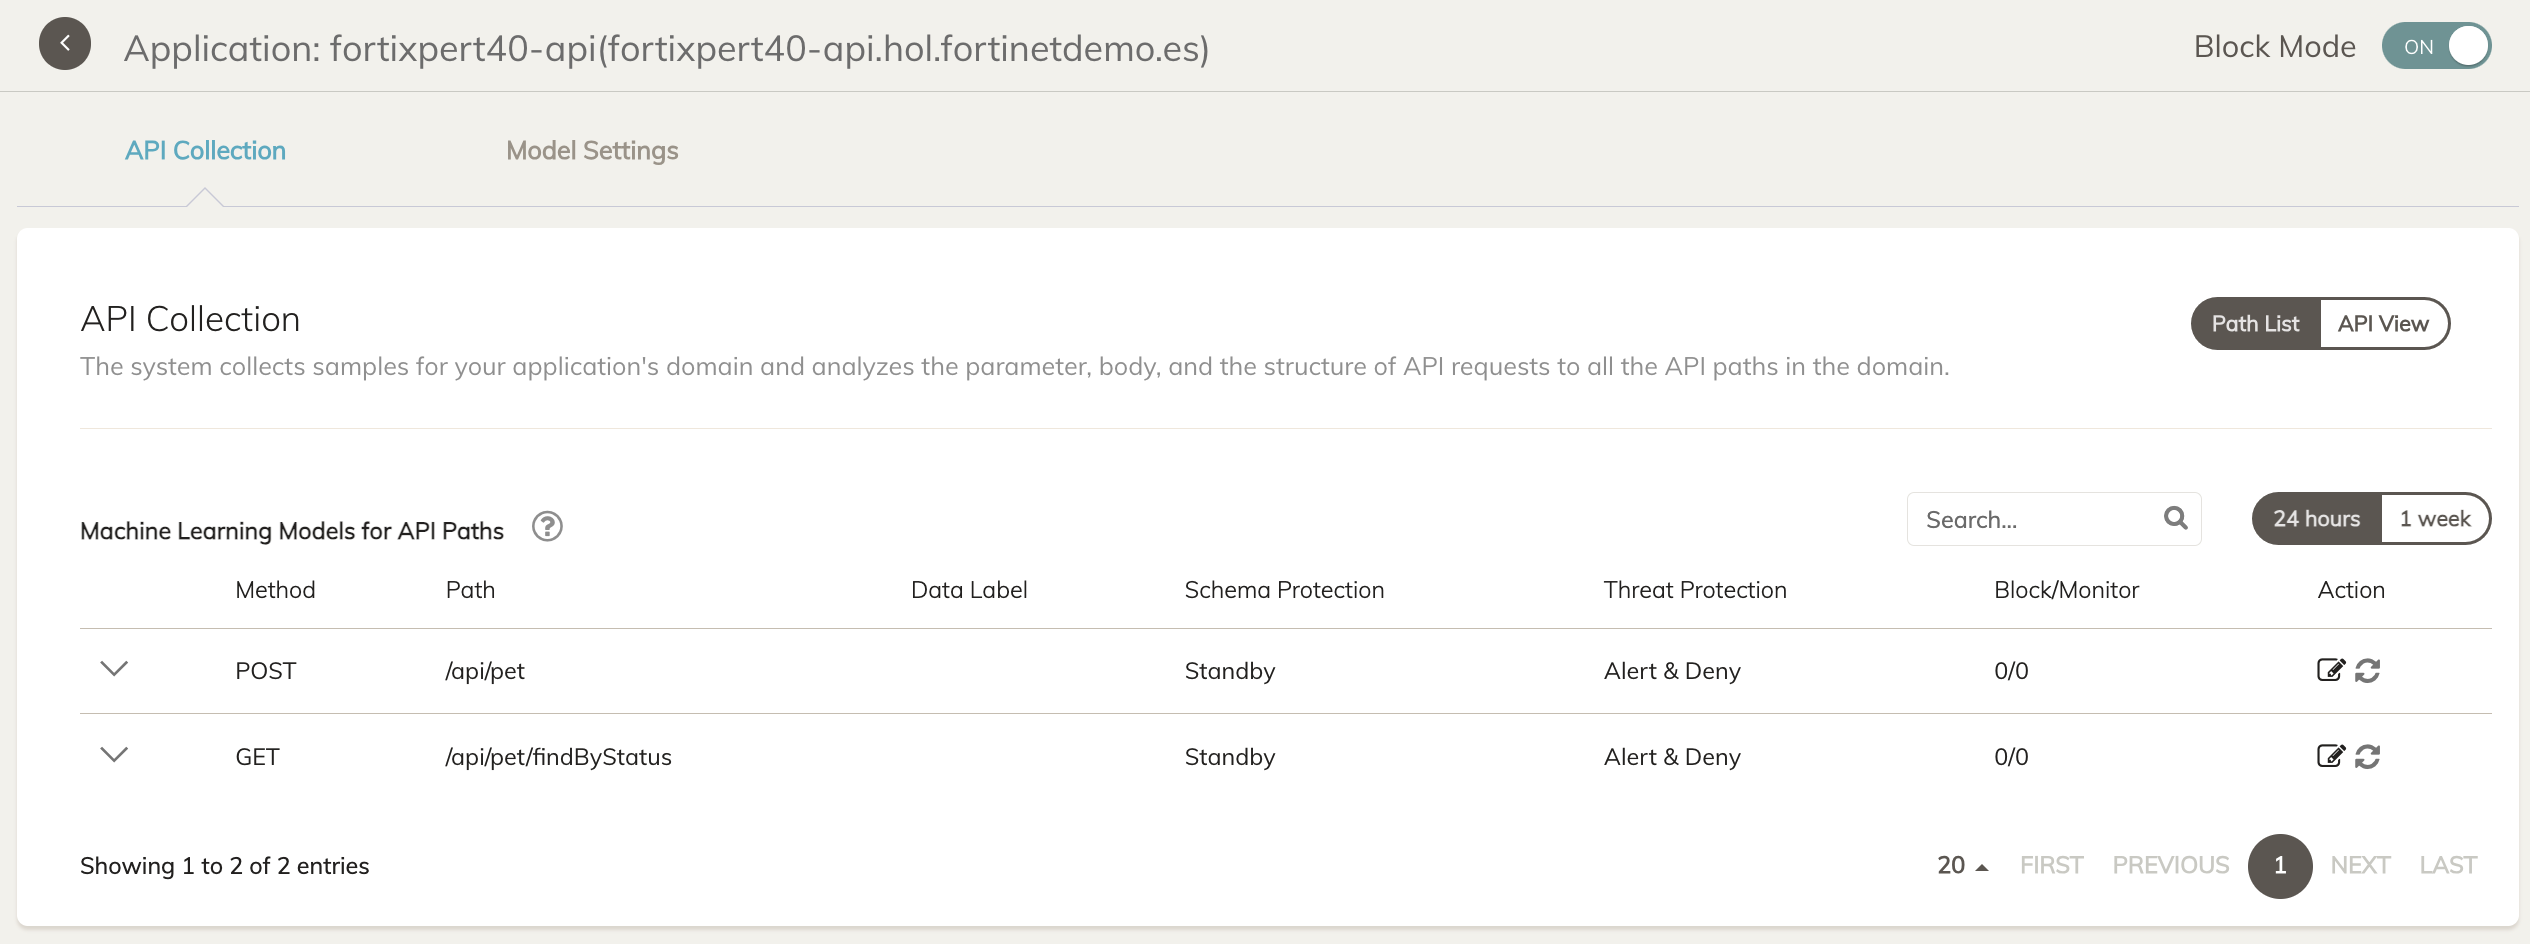 Application: fortixpert40-api(fortixpert40-api.hol.fortinetdemo.es)
Block Mode ON
API Collection Model Settings
API Collection
Path List API View
The system collects samples for your application's domain and analyzes the parameter, body, and the structure of API requests to all the API paths in the domain.
Machine Learning Models for API Paths ? Search... 24 hours 1 week
Method Path Data Label Schema Protection Threat Protection Block/Monitor Action
POST /api/pet Standby Alert & Deny 0/0
GET /api/pet/findByStatus Standby Alert & Deny 0/0
Showing 1 to 2 of 2 entries 20 FIRST PREVIOUS 1 NEXT LAST